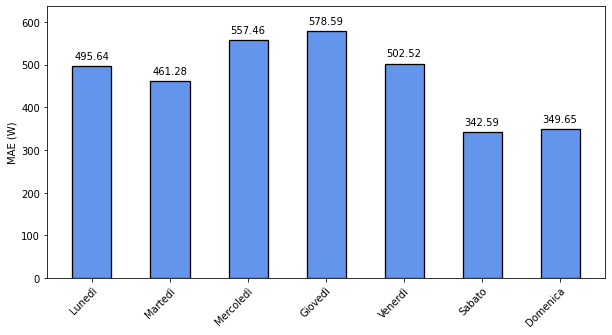 MAE (W)
600
500
400
300
200
100
0
495.64
461.28
557.46
578.59
502.52
342.59
349.65
Lunedì
Martedì
Mercoledì
Giovedì
Venerdì
Sabato
Domenica